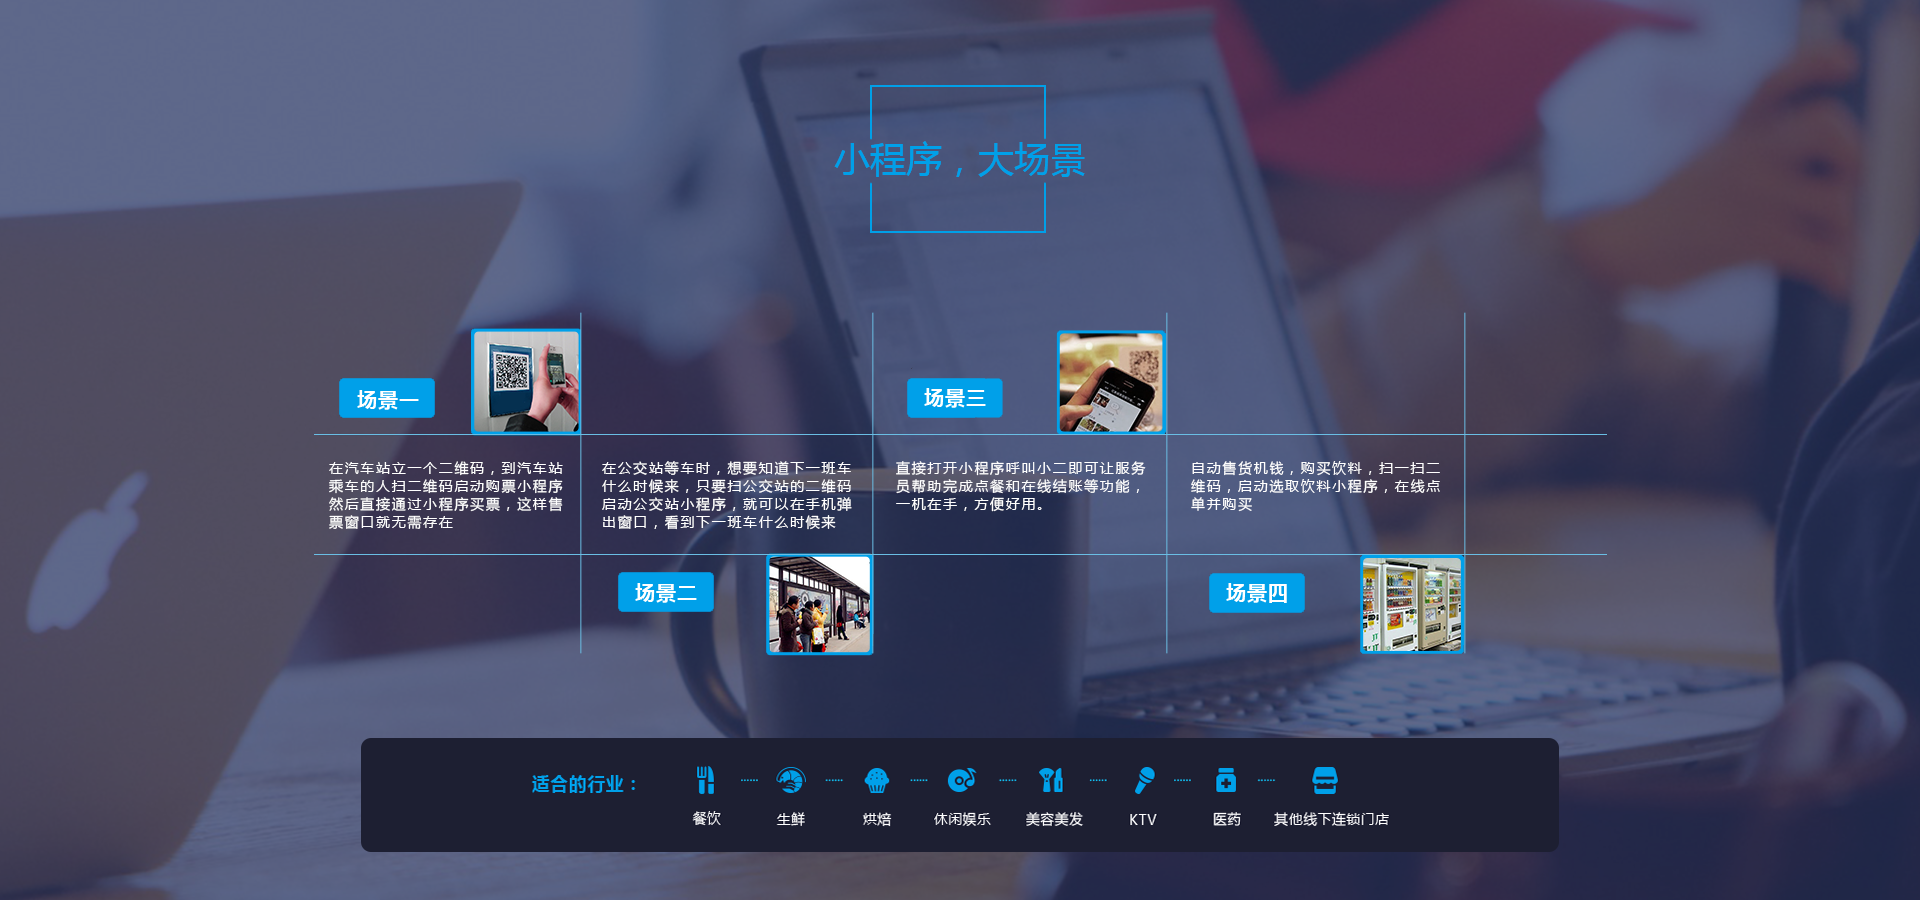 小程序，大场景
场景一
在汽车站立一个二维码，到汽车站
乘车的人扫二维码启动购票小程序
然后直接通过小程序买票，这样售
票窗口就无需存在
在公交站等车时，想要知道下一班车
什么时候来，只要扫公交站的二维码
启动公交站小程序，就可以在手机弹
出窗口，看到下一班车什么时候来
场景二
场景三
直接打开小程序呼叫小二即可让服务
员帮助完成点餐和在线结账等功能，
一机在手，方便好用。
自动售货机钱，购买饮料，扫一扫二
维码，启动选取饮料小程序，在线点
单并购买
场景四
适合的行业：
餐饮
生鲜
烘焙
休闲娱乐
美容美发
KTV
医药
其他线下连锁门店